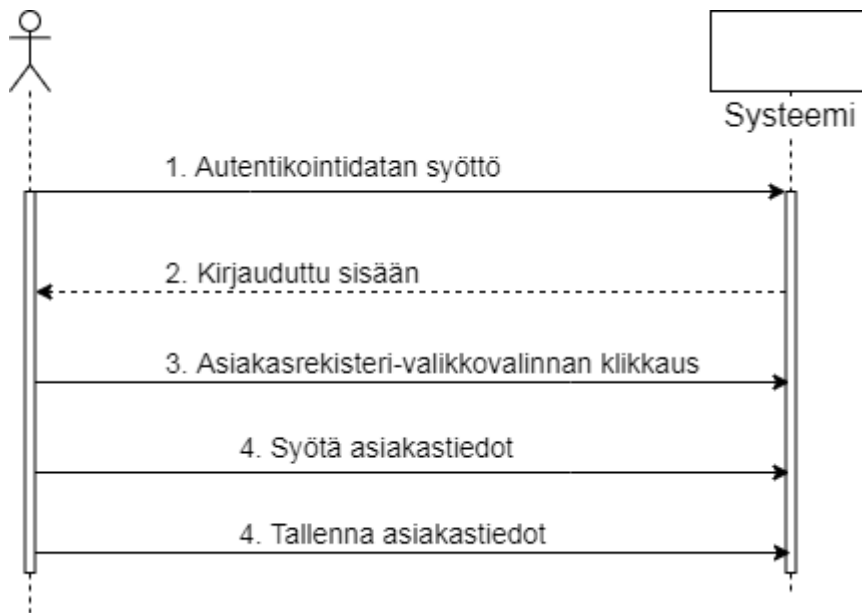 Systeemi
1. Autentikointidatan syöttö
2. Kirjauduttu sisään
3. Asiakasrekisteri-valikkovalinnan klikkaus
4. Syötä asiakastiedot
4. Tallenna asiakastiedot